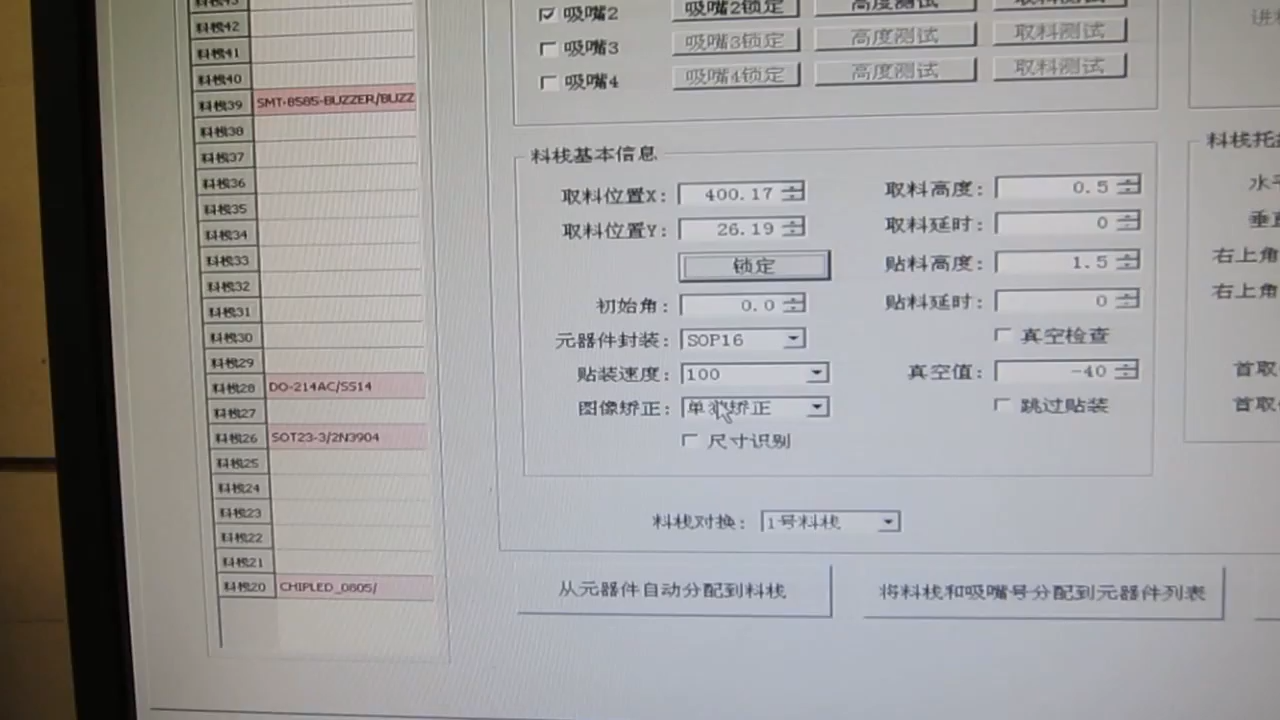 料栈42
料栈41
料栈40
料栈39 SMT-8585-BUZZER/BUZZ
料栈38
料栈37
料栈36
料栈35
料栈34
料栈33
料栈32
料栈31
料栈30
料栈29
料栈28 DO-214AC/SS14
料栈27
料栈26 SOT23-3/2N3904
料栈25
料栈24
料栈23
料栈22
料栈21
料栈20 CHIPLED_0805/
吸嘴2 吸嘴2锁定 高度测试 取料测试
吸嘴3 吸嘴3锁定 高度测试 取料测试
吸嘴4 吸嘴4锁定 高度测试 取料测试
料栈基本信息
取料位置X: 400.17 取料高度: 0.5
取料位置Y: 26.19 取料延时: 0
锁定 贴料高度: 1.5
初始角: 0.0 贴料延时: 0
元器件封装: SOP16 真空检查
贴装速度: 100 真空值: -40
图像矫正: 单 矫正 跳过贴装
尺寸识别
料栈对换: 1号料栈
从元器件自动分配到料栈 将料栈和吸嘴号分配到元器件列表
料栈托
水平
垂直
右上角
右上角
首取
首取